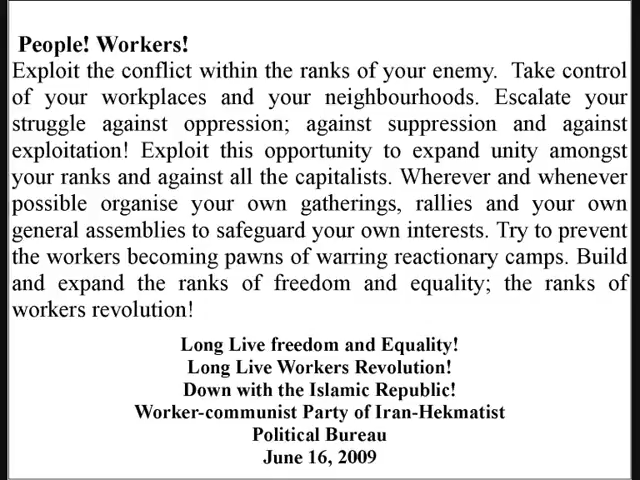 People! Workers!
Exploit the conflict within the ranks of your enemy. Take control
of your workplaces and your neighbourhoods. Escalate your
struggle against oppression; against suppression and against
exploitation! Exploit this opportunity to expand unity amongst
your ranks and against all the capitalists. Wherever and whenever
possible organise your own gatherings, rallies and your own
general assemblies to safeguard your own interests. Try to prevent
the workers becoming pawns of warring reactionary camps. Build
and expand the ranks of freedom and equality; the ranks of
workers revolution!
Long Live freedom and Equality!
Long Live Workers Revolution!
Down with the Islamic Republic!
Worker-communist Party of Iran-Hekmatist
Political Bureau
June 16, 2009